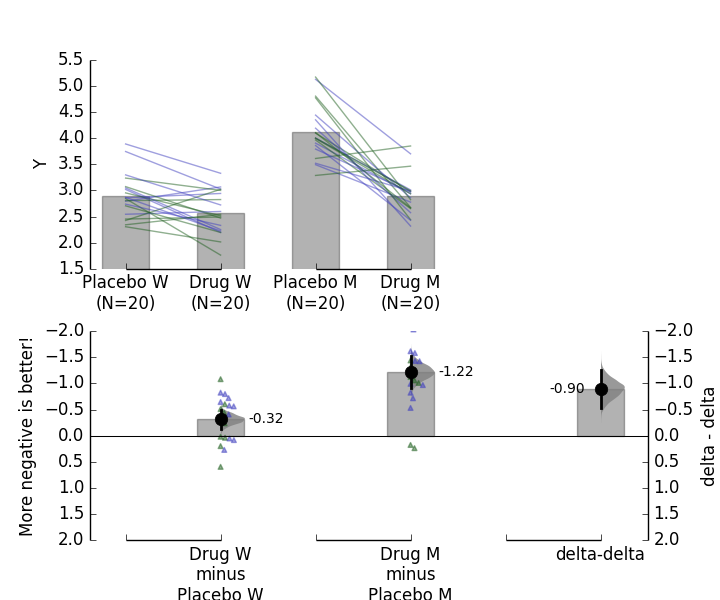 5.5
5.0
4.5
4.0
3.5
3.0
2.5
2.0
1.5
Y
Placebo W
(N=20)
Drug W
(N=20)
Placebo M
(N=20)
Drug M
(N=20)
−2.0
−1.5
−1.0
−0.5
0.0
0.5
1.0
1.5
2.0
More negative is better!
-0.32
-1.22
-0.90
−2.0
−1.5
−1.0
−0.5
0.0
0.5
1.0
1.5
2.0
delta - delta
Drug W
minus
Placebo W
Drug M
minus
Placebo M
delta-delta